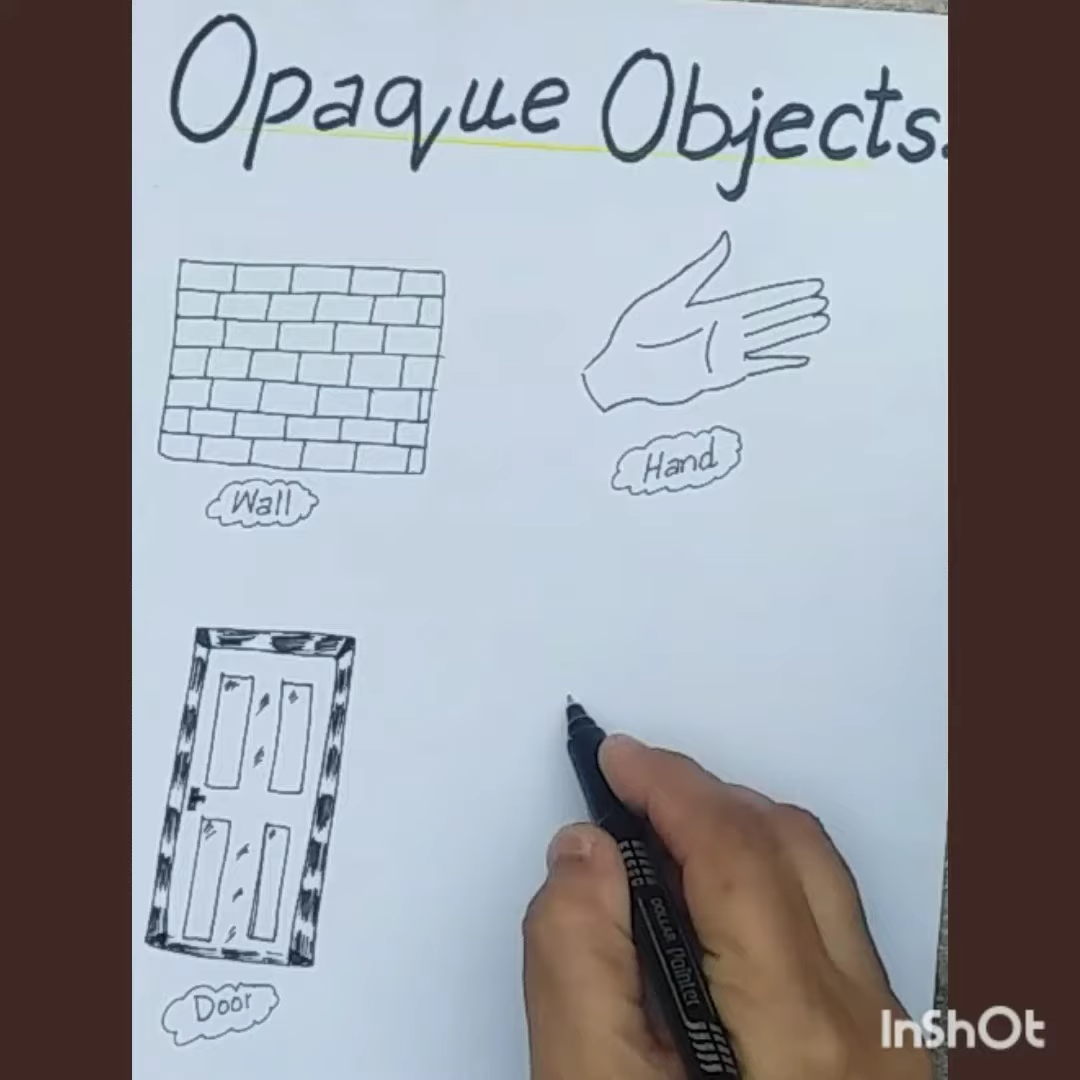 Opaque Objects.
Wall
Hand
Door
DOLLAR Pointer
InShOt